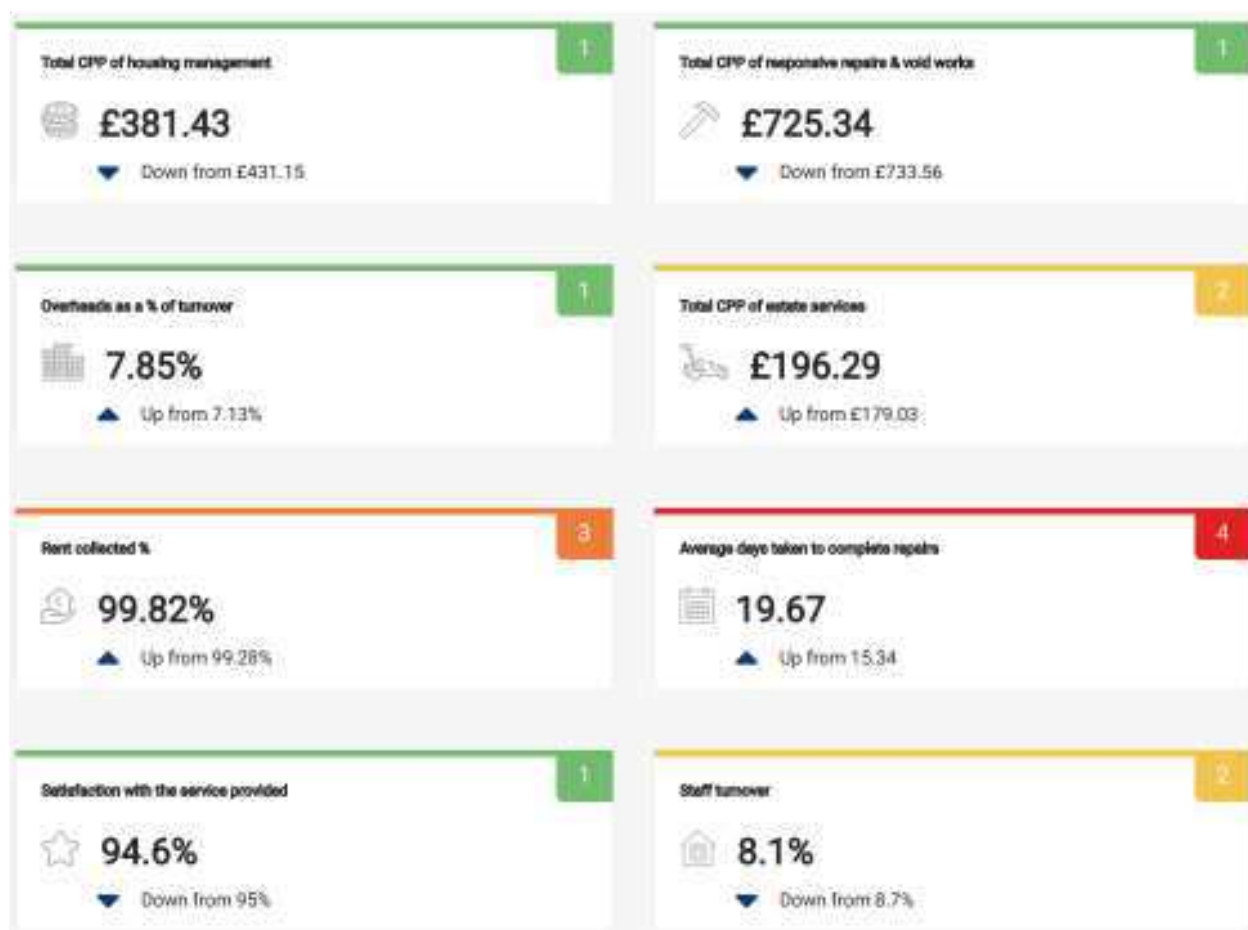 Total CPP of housing management
1
£381.43
Down from £431.15
Total CPP of responsive repairs & void works
1
£725.34
Down from £733.56
Overheads as a % of turnover
1
7.85%
Up from 7.13%
Total CPP of estate services
2
£196.29
Up from £179.03
Rent collected %
3
99.82%
Up from 99.28%
Average days taken to complete repairs
4
19.67
Up from 15.34
Satisfaction with the service provided
1
94.6%
Down from 95%
Staff turnover
2
8.1%
Down from 8.7%